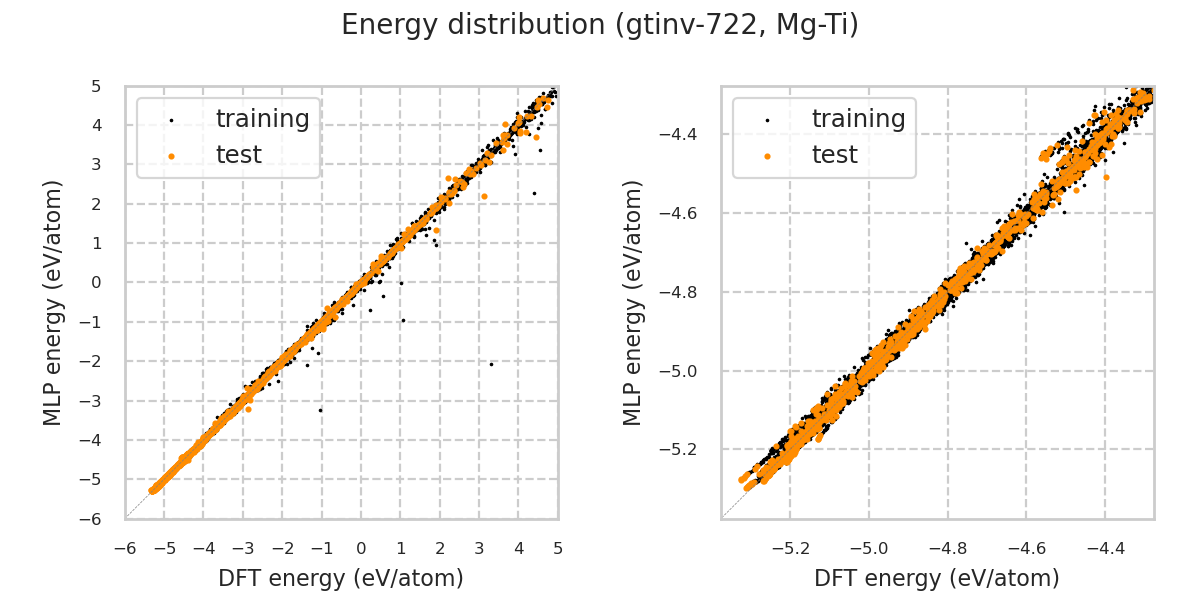 Energy distribution (gtinv-722, Mg-Ti)
training
test
5
4
3
2
1
0
−1
−2
−3
−4
−5
−6
MLP energy (eV/atom)
−6 −5 −4 −3 −2 −1 0 1 2 3 4 5
DFT energy (eV/atom)
training
test
−4.4
−4.6
−4.8
−5.0
−5.2
MLP energy (eV/atom)
−5.2 −5.0 −4.8 −4.6 −4.4
DFT energy (eV/atom)